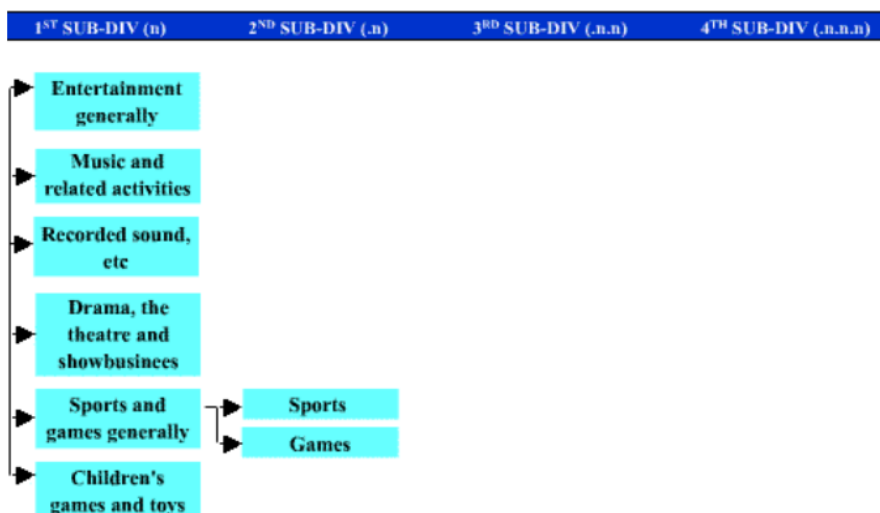 1ST SUB-DIV (n) 2ND SUB-DIV (.n) 3RD SUB-DIV (.n.n) 4TH SUB-DIV (.n.n.n)
Entertainment
generally
Music and
related activities
Recorded sound,
etc
Drama, the
theatre and
showbusinees
Sports and
games generally
Sports
Games
Children's
games and toys